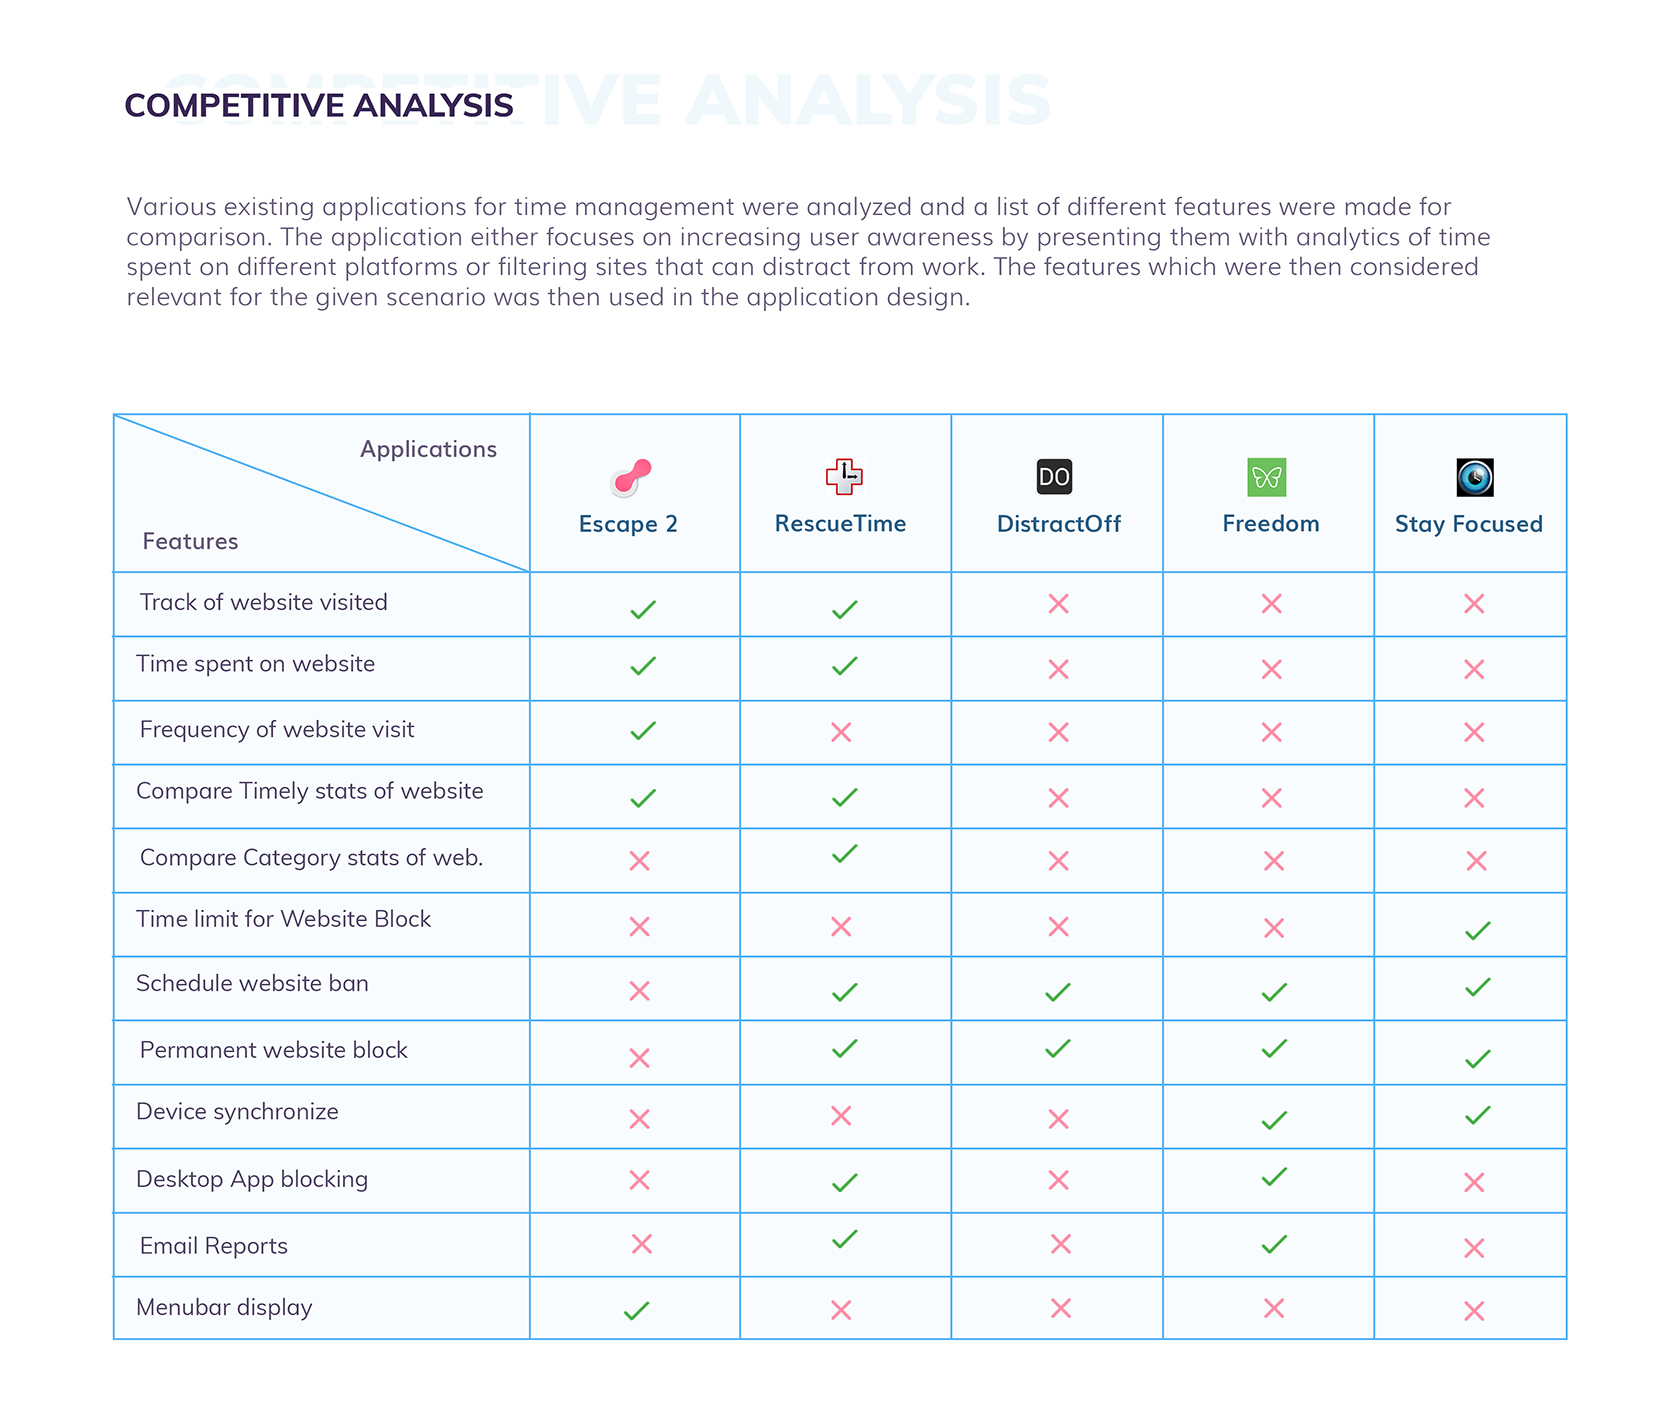 COMPETITIVE ANALYSIS
COMPETITIVE ANALYSIS
Various existing applications for time management were analyzed and a list of different features were made for
comparison. The application either focuses on increasing user awareness by presenting them with analytics of time
spent on different platforms or filtering sites that can distract from work. The features which were then considered
relevant for the given scenario was then used in the application design.
Applications
Features
DO
Escape 2
RescueTime
DistractOff
Freedom
Stay Focused
Track of website visited
Time spent on website
Frequency of website visit
Compare Timely stats of website
Compare Category stats of web.
Time limit for Website Block
Schedule website ban
Permanent website block
Device synchronize
Desktop App blocking
Email Reports
Menubar display